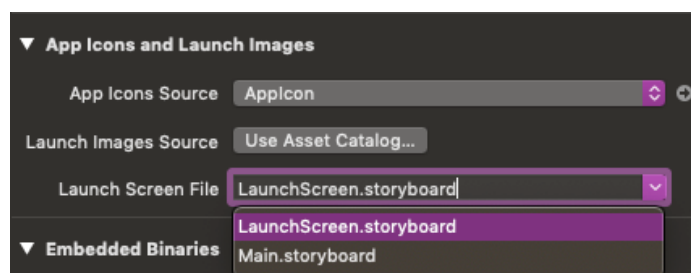 App Icons and Launch Images
App Icons Source AppIcon
Launch Images Source Use Asset Catalog...
Launch Screen File LaunchScreen.storyboard
LaunchScreen.storyboard
Embedded Binaries Main.storyboard